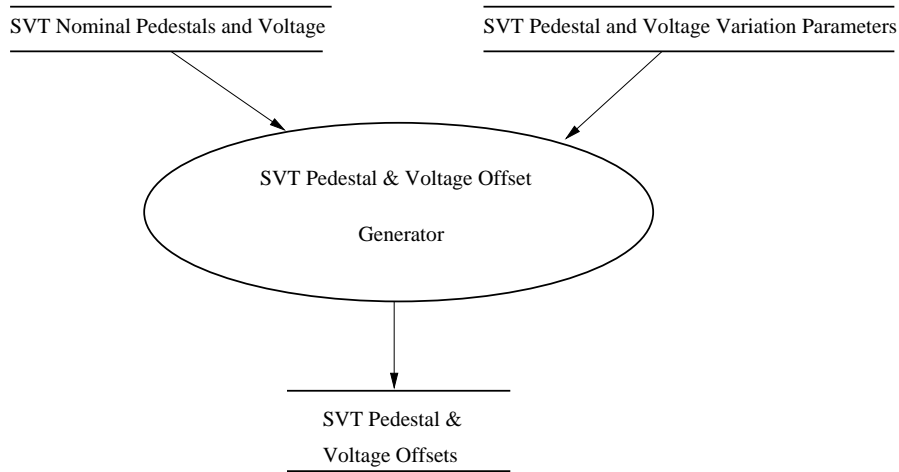 SVT Nominal Pedestals and Voltage
SVT Pedestal and Voltage Variation Parameters
SVT Pedestal & Voltage Offset
Generator
SVT Pedestal &
Voltage Offsets